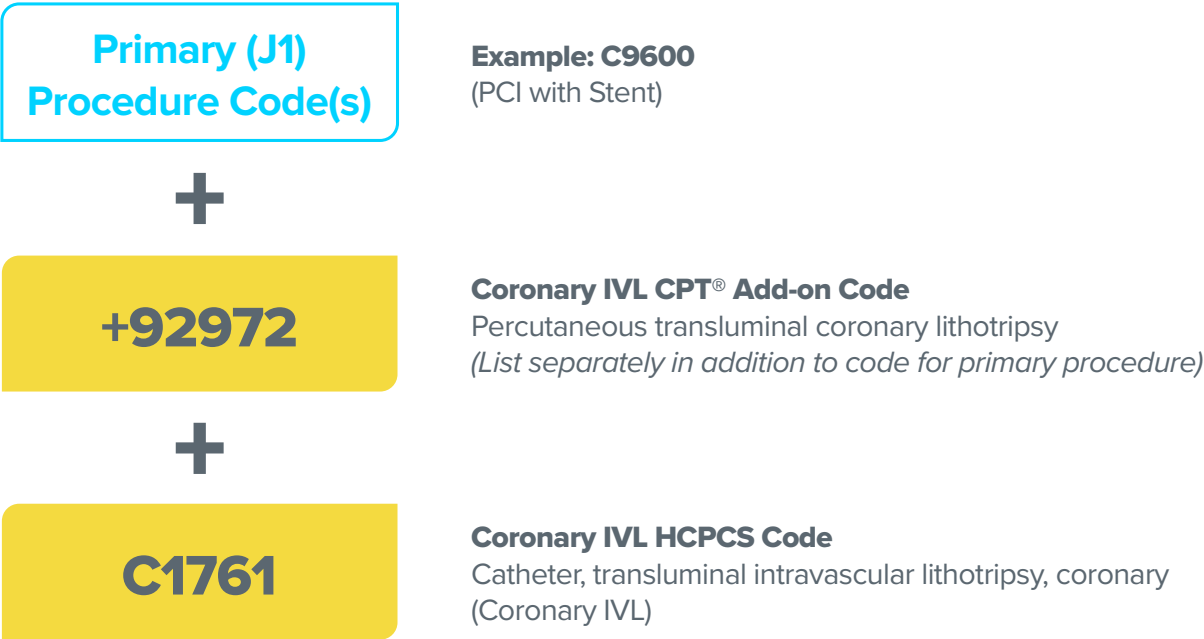 Primary (J1)
Procedure Code(s)
Example: C9600
(PCI with Stent)
+
+92972
Coronary IVL CPT® Add-on Code
Percutaneous transluminal coronary lithotripsy
(List separately in addition to code for primary procedure)
+
C1761
Coronary IVL HCPCS Code
Catheter, transluminal intravascular lithotripsy, coronary
(Coronary IVL)